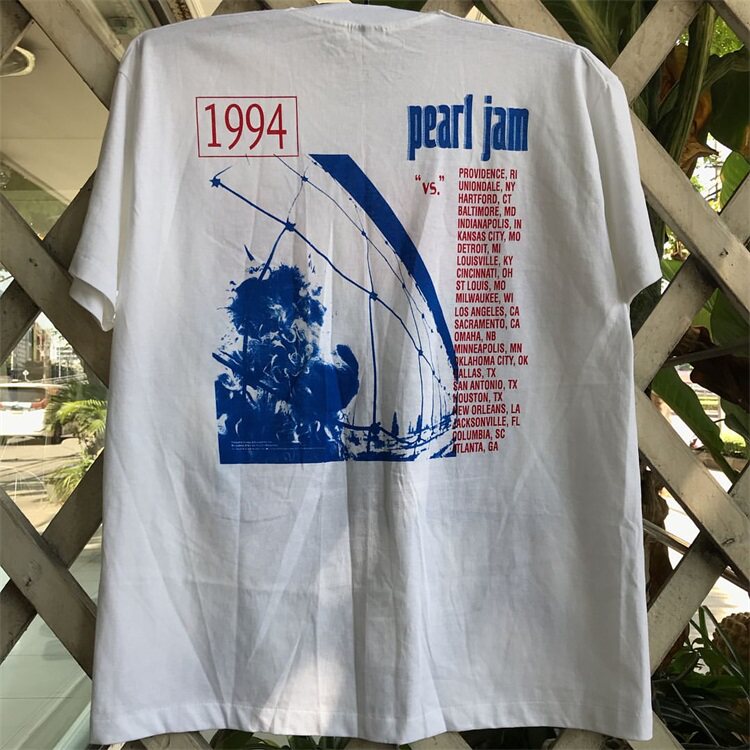 1994
pearl jam
"vs."
PROVIDENCE, RI
UNIONDALE, NY
HARTFORD, CT
BALTIMORE, MD
INDIANAPOLIS, IN
KANSAS CITY, MO
DETROIT, MI
LOUISVILLE, KY
CINCINNATI, OH
ST LOUIS, MO
MILWAUKEE, WI
LOS ANGELES, CA
SACRAMENTO, CA
OMAHA, NB
MINNEAPOLIS, MN
OKLAHOMA CITY, OK
DALLAS, TX
SAN ANTONIO, TX
HOUSTON, TX
NEW ORLEANS, LA
JACKSONVILLE, FL
COLUMBIA, SC
ATLANTA, GA